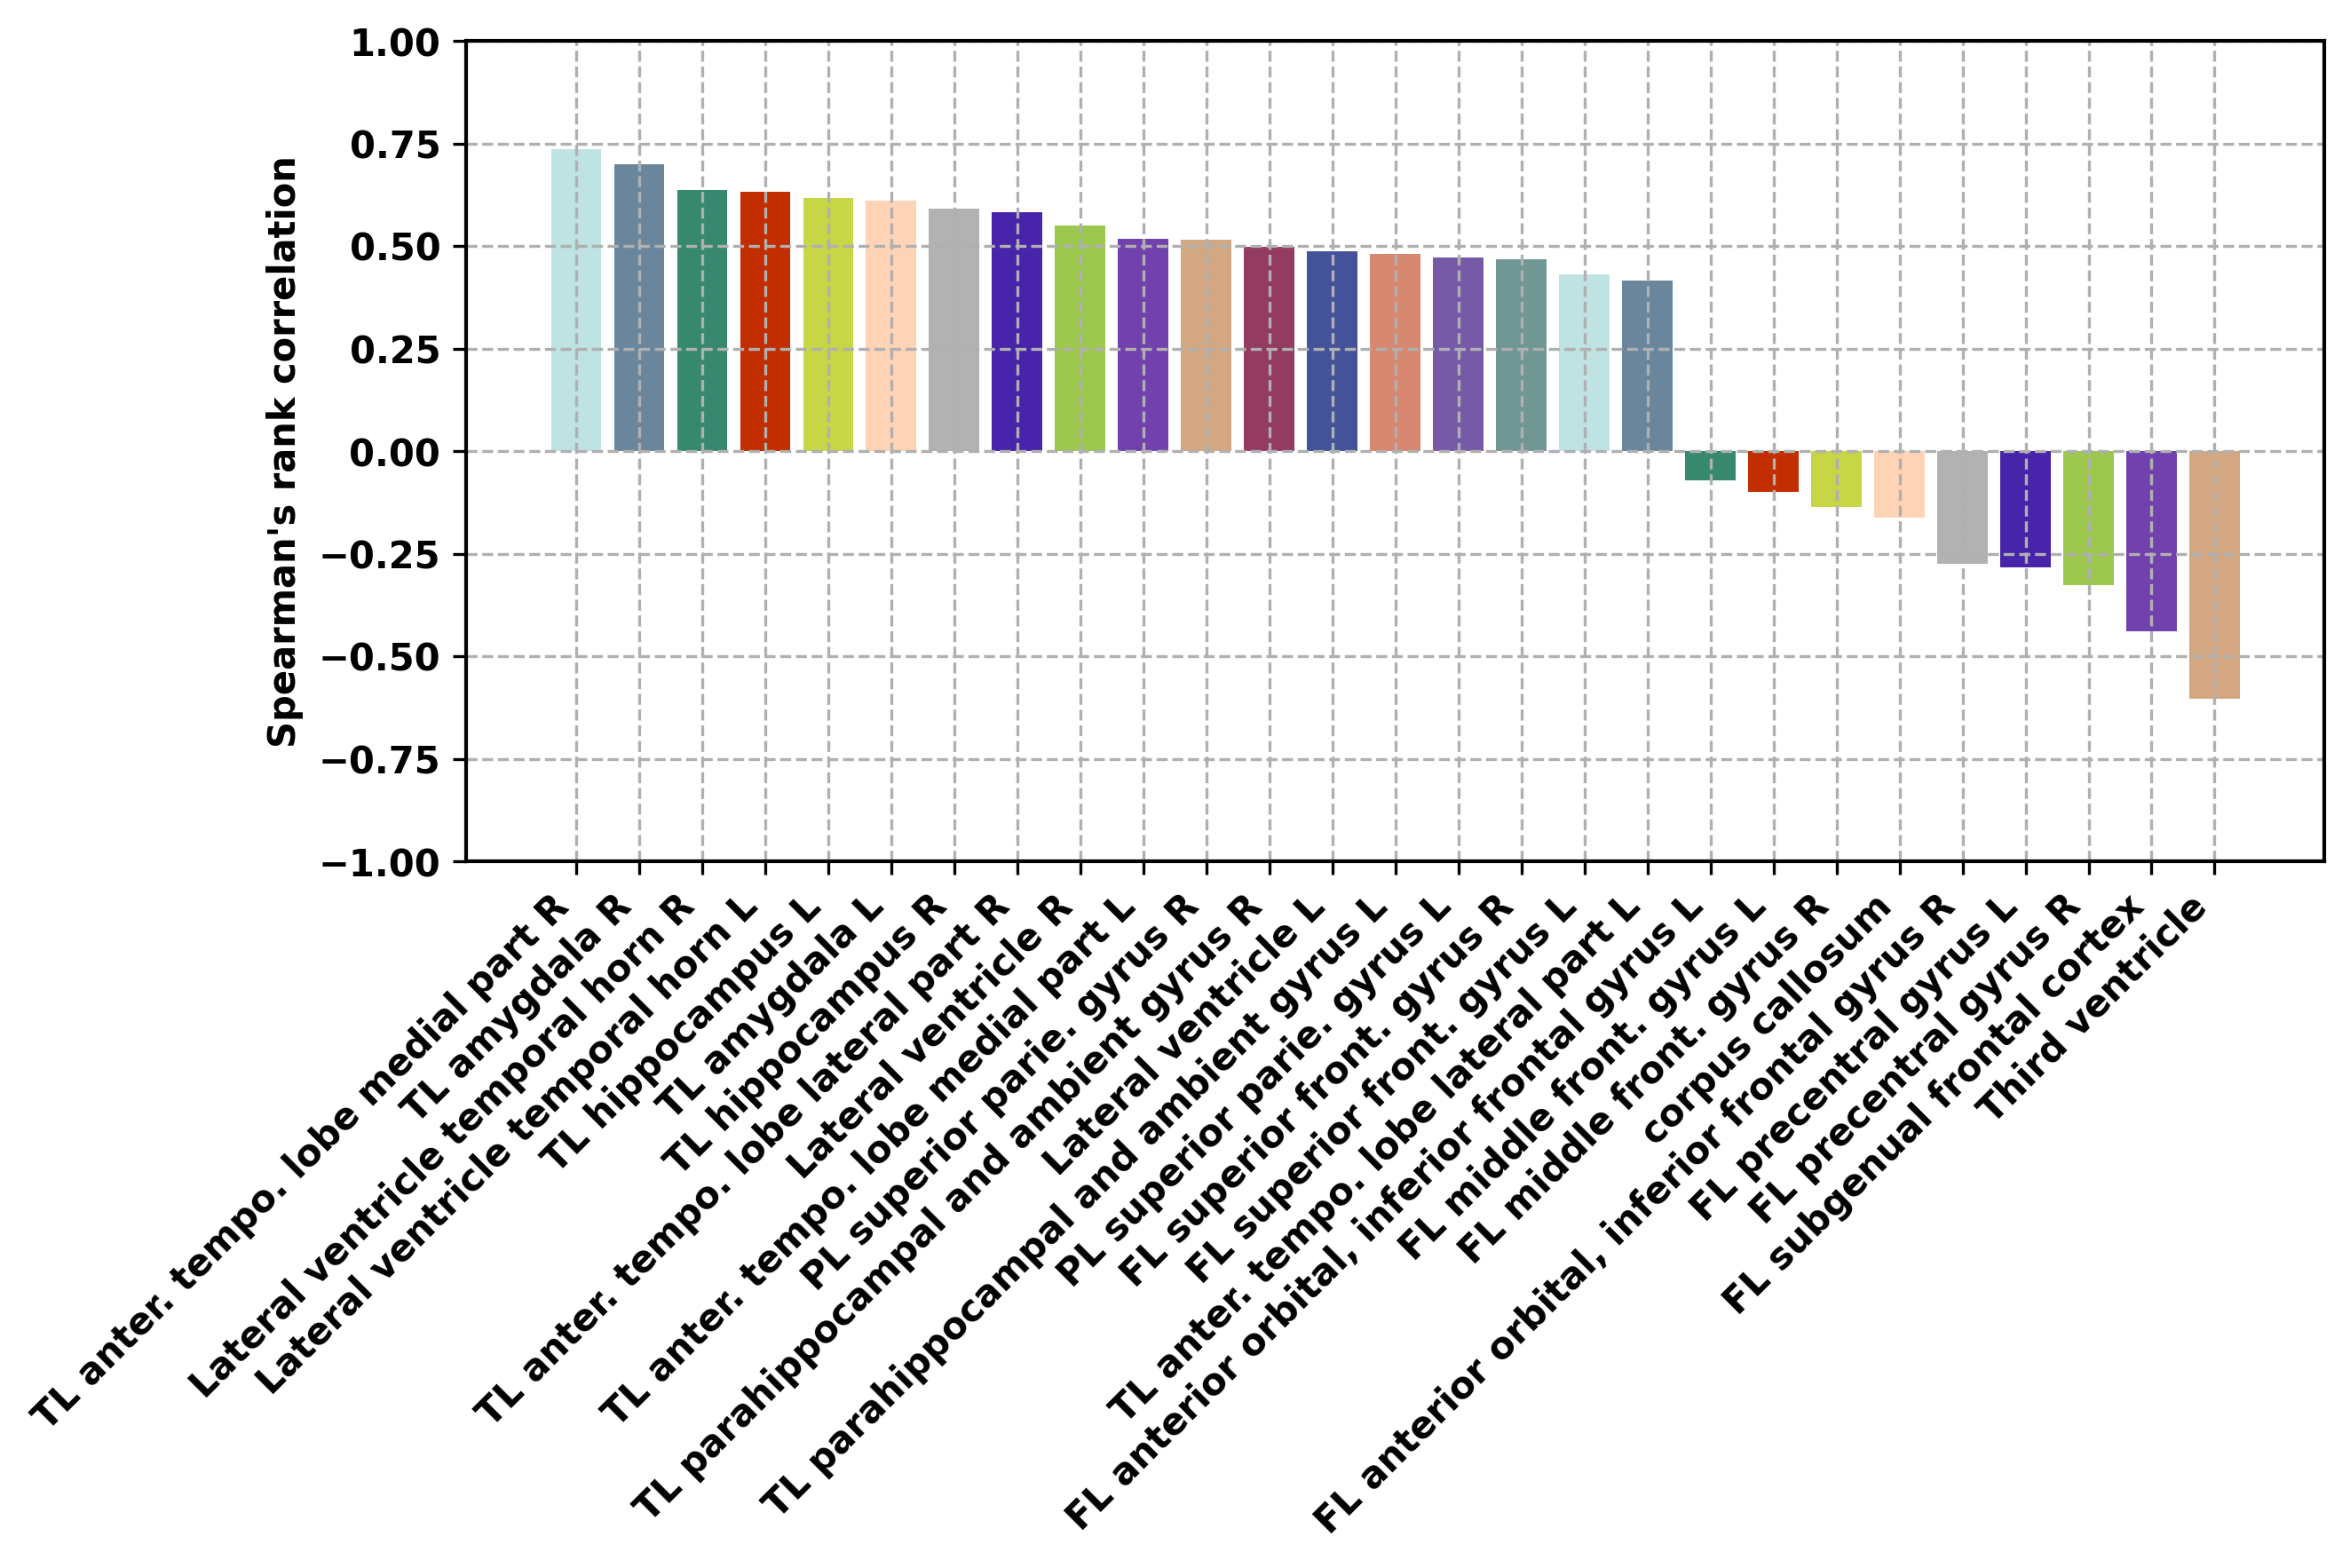 Spearman's rank correlation
1.00
0.75
0.50
0.25
0.00
−0.25
−0.50
−0.75
−1.00
TL anter. tempo. lobe medial part R
TL amygdala R
Lateral ventricle temporal horn R
Lateral ventricle temporal horn L
TL hippocampus L
TL amygdala L
TL hippocampus R
TL anter. tempo. lobe lateral part R
Lateral ventricle R
TL anter. tempo. lobe medial part L
PL superior parie. gyrus R
TL parahippocampal and ambient gyrus R
Lateral ventricle L
TL parahippocampal and ambient gyrus L
PL superior parie. gyrus L
FL superior front. gyrus R
FL superior front. gyrus L
TL anter. tempo. lobe lateral part L
FL anterior orbital, inferior frontal gyrus L
FL middle front. gyrus L
FL middle front. gyrus R
corpus callosum
FL anterior orbital, inferior frontal gyrus R
FL precentral gyrus L
FL precentral gyrus R
FL subgenual frontal cortex
Third ventricle